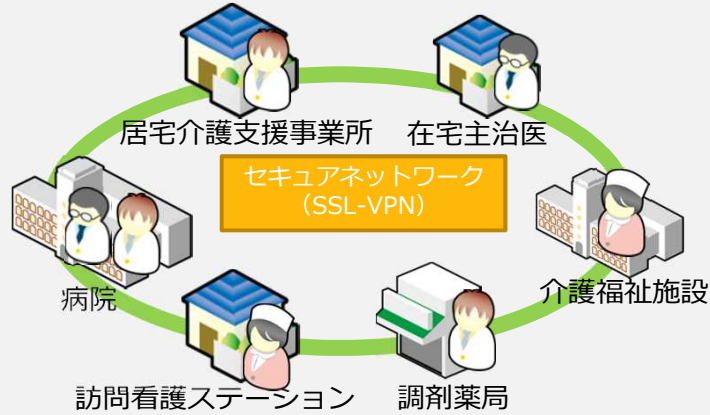 居宅介護支援事業所
在宅主治医
セキュアネットワーク
（SSL-VPN）
病院
介護福祉施設
訪問看護ステーション
調剤薬局